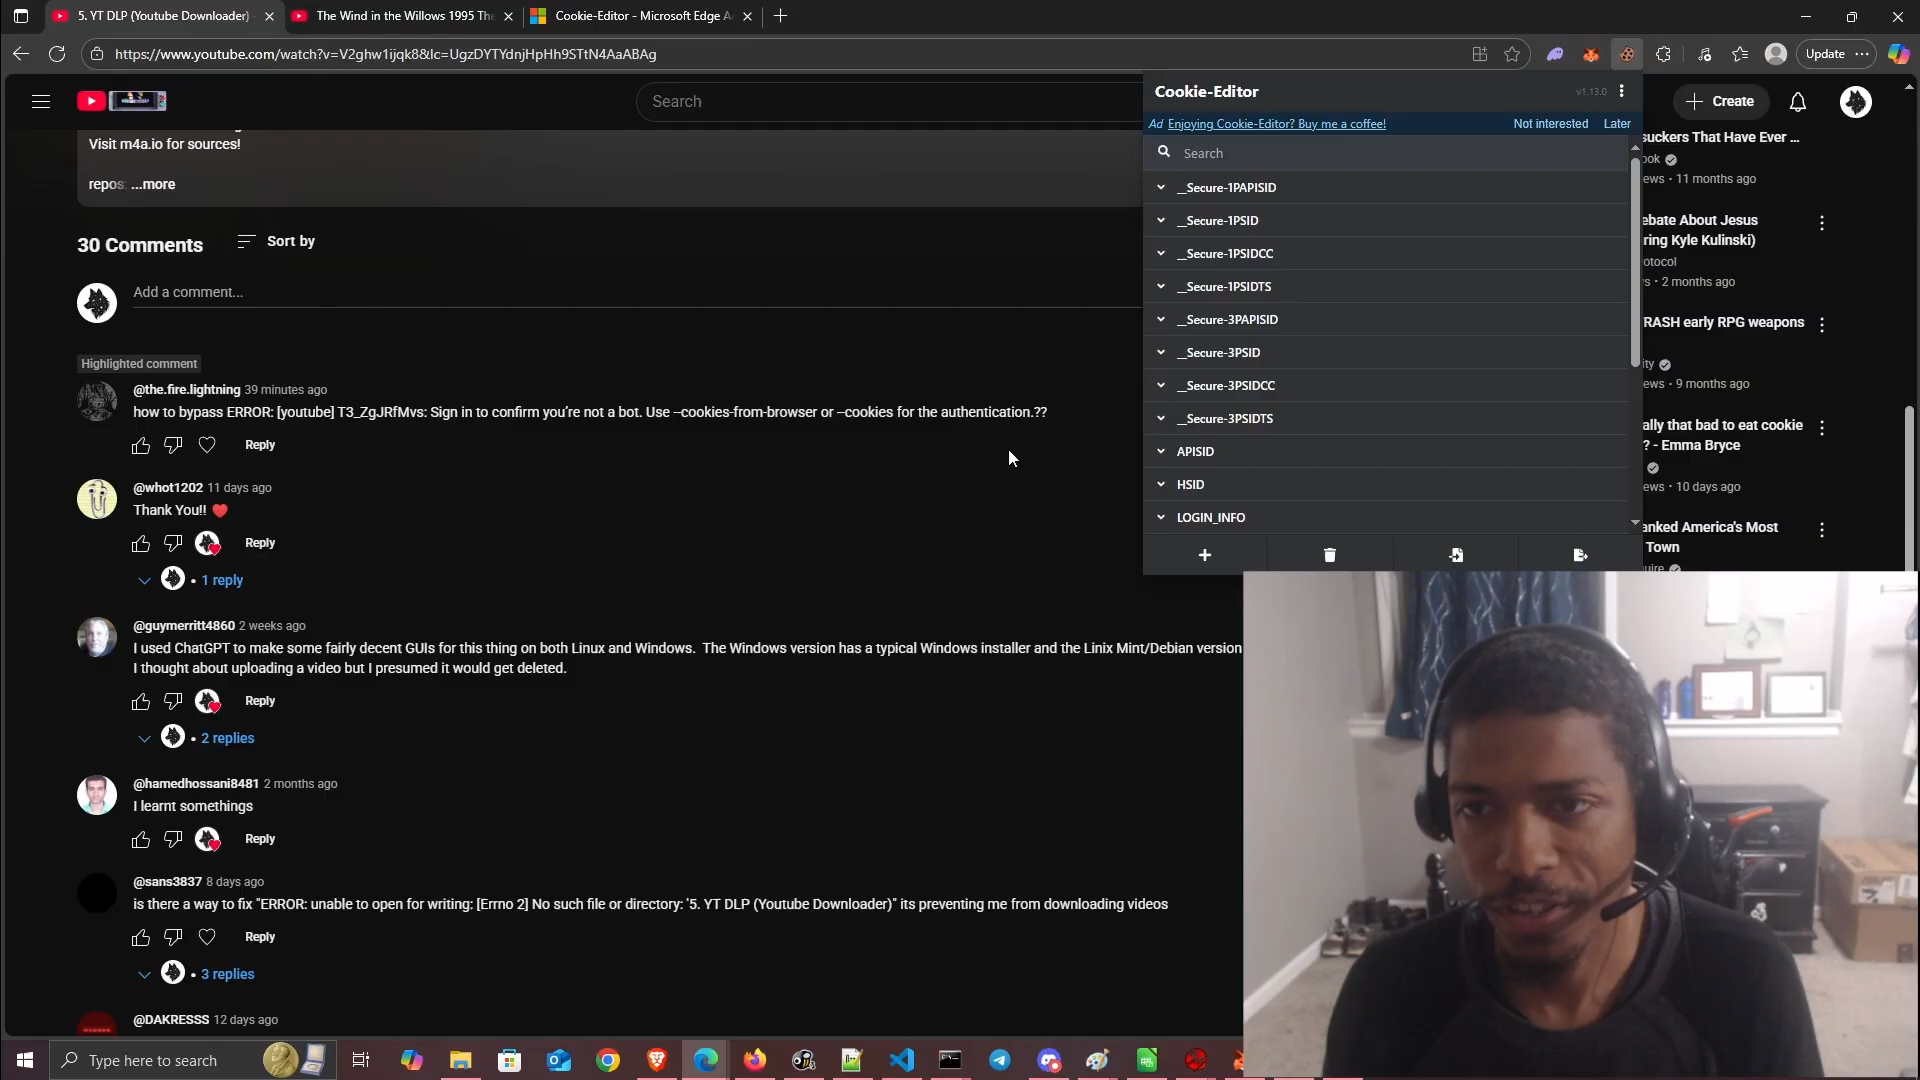 5. YT DLP (Youtube Downloader)
The Wind in the Willows 1995 The
Cookie-Editor - Microsoft Edge A
https://www.youtube.com/watch?v=V2ghw1ijqk8&lc=UgzDYTYdnjHpHh9STtN4AaABAg
Update
Search
Create
Visit m4a.io for sources!
repos: ...more
30 Comments
Sort by
Add a comment...
Highlighted comment
@the.fire.lightning 39 minutes ago
how to bypass ERROR: [youtube] T3_ZgJRfMvs: Sign in to confirm you’re not a bot. Use --cookies-from-browser or --cookies for the authentication.??
Reply
@whot1202 11 days ago
Thank You!! ❤️
Reply
• 1 reply
@guymerritt4860 2 weeks ago
I used ChatGPT to make some fairly decent GUIs for this thing on both Linux and Windows. The Windows version has a typical Windows installer and the Linix Mint/Debian version
I thought about uploading a video but I presumed it would get deleted.
Reply
• 2 replies
@hamedhossani8481 2 months ago
I learnt somethings
Reply
@sans3837 8 days ago
is there a way to fix "ERROR: unable to open for writing: [Errno 2] No such file or directory: '5. YT DLP (Youtube Downloader)" its preventing me from downloading videos
Reply
• 3 replies
@DAKRESSS 12 days ago
Cookie-Editor
v1.13.0
Ad Enjoying Cookie-Editor? Buy me a coffee!
Not interested
Later
Search
__Secure-1PAPISID
__Secure-1PSID
__Secure-1PSIDCC
__Secure-1PSIDTS
__Secure-3PAPISID
__Secure-3PSID
__Secure-3PSIDCC
__Secure-3PSIDTS
APISID
HSID
LOGIN_INFO
suckers That Have Ever ...
ook
ews • 11 months ago
ebate About Jesus
ring Kyle Kulinski)
otocol
s • 2 months ago
RASH early RPG weapons
ity
ews • 9 months ago
ally that bad to eat cookie
? - Emma Bryce
ews • 10 days ago
anked America's Most
Town
uire
Type here to search